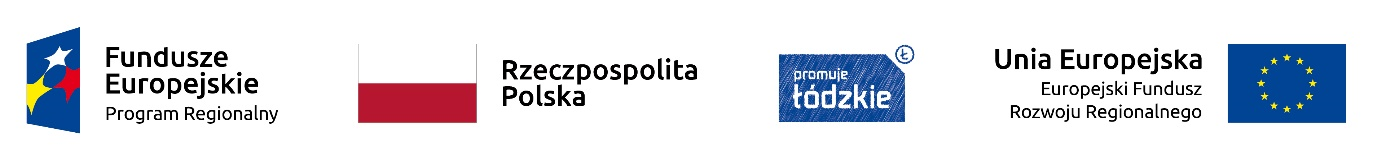 Fundusze
Europejskie
Program Regionalny
Rzeczpospolita
Polska
promuje
łódzkie
Ł
Unia Europejska
Europejski Fundusz
Rozwoju Regionalnego